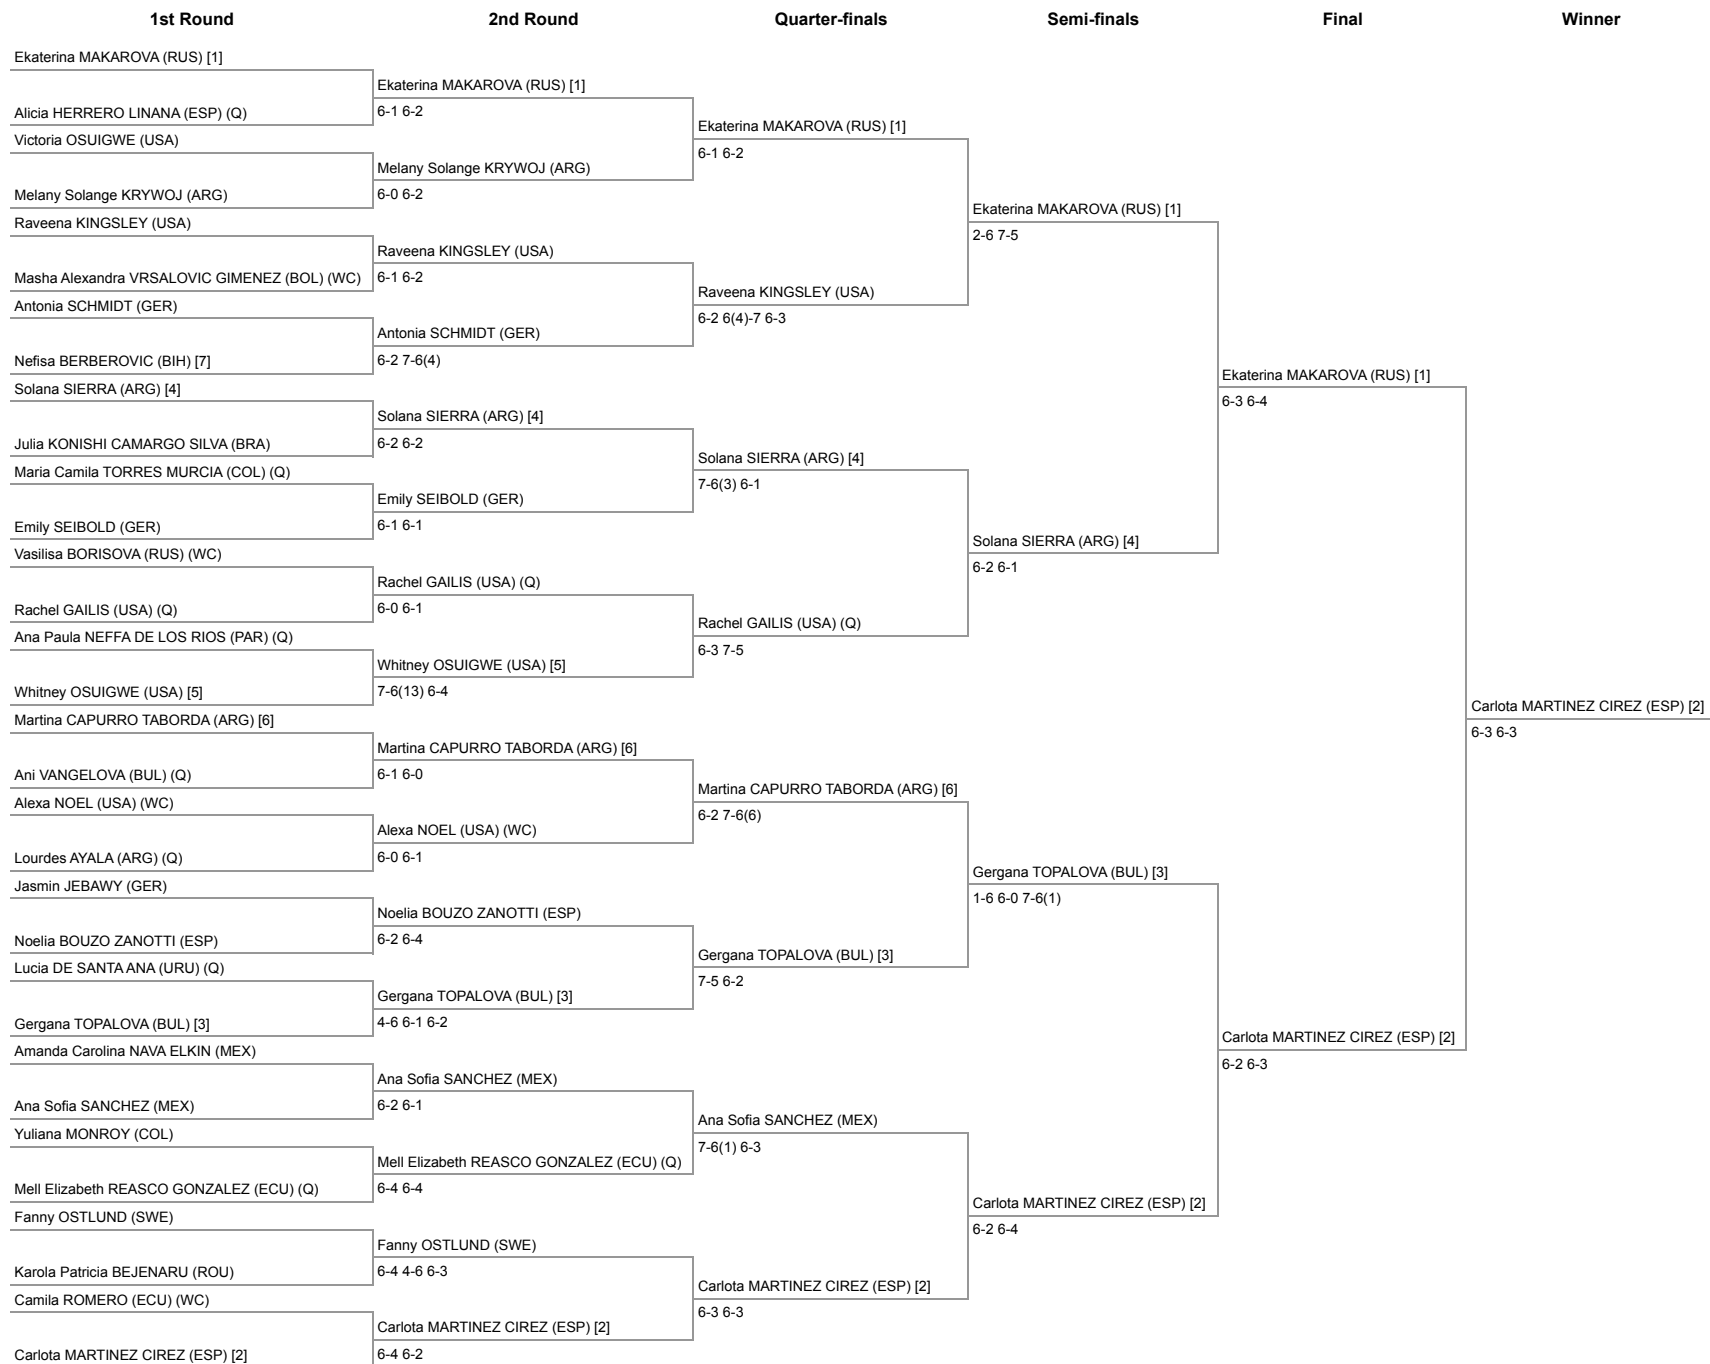 1st Round
2nd Round
Quarter-finals
Semi-finals
Final
Winner
Ekaterina MAKAROVA (RUS) [1]
Alicia HERRERO LINANA (ESP) (Q)
Victoria OSUIGWE (USA)
Melany Solange KRYWOJ (ARG)
Raveena KINGSLEY (USA)
Masha Alexandra VRSALOVIC GIMENEZ (BOL) (WC)
Antonia SCHMIDT (GER)
Nefisa BERBEROVIC (BIH) [7]
Solana SIERRA (ARG) [4]
Julia KONISHI CAMARGO SILVA (BRA)
Maria Camila TORRES MURCIA (COL) (Q)
Emily SEIBOLD (GER)
Vasilisa BORISOVA (RUS) (WC)
Rachel GAILIS (USA) (Q)
Ana Paula NEFFA DE LOS RIOS (PAR) (Q)
Whitney OSUIGWE (USA) [5]
Martina CAPURRO TABORDA (ARG) [6]
Ani VANGELOVA (BUL) (Q)
Alexa NOEL (USA) (WC)
Lourdes AYALA (ARG) (Q)
Jasmin JEBAWY (GER)
Noelia BOUZO ZANOTTI (ESP)
Lucia DE SANTA ANA (URU) (Q)
Gergana TOPALOVA (BUL) [3]
Amanda Carolina NAVA ELKIN (MEX)
Ana Sofia SANCHEZ (MEX)
Yuliana MONROY (COL)
Mell Elizabeth REASCO GONZALEZ (ECU) (Q)
Fanny OSTLUND (SWE)
Karola Patricia BEJENARU (ROU)
Camila ROMERO (ECU) (WC)
Carlota MARTINEZ CIREZ (ESP) [2]
Ekaterina MAKAROVA (RUS) [1]
6-1 6-2
Melany Solange KRYWOJ (ARG)
6-0 6-2
Raveena KINGSLEY (USA)
6-1 6-2
Antonia SCHMIDT (GER)
6-2 7-6(4)
Solana SIERRA (ARG) [4]
6-2 6-2
Emily SEIBOLD (GER)
6-1 6-1
Rachel GAILIS (USA) (Q)
6-0 6-1
Whitney OSUIGWE (USA) [5]
7-6(13) 6-4
Martina CAPURRO TABORDA (ARG) [6]
6-1 6-0
Alexa NOEL (USA) (WC)
6-0 6-1
Noelia BOUZO ZANOTTI (ESP)
6-2 6-4
Gergana TOPALOVA (BUL) [3]
4-6 6-1 6-2
Ana Sofia SANCHEZ (MEX)
6-2 6-1
Mell Elizabeth REASCO GONZALEZ (ECU) (Q)
6-4 6-4
Fanny OSTLUND (SWE)
6-4 4-6 6-3
Carlota MARTINEZ CIREZ (ESP) [2]
6-4 6-2
Ekaterina MAKAROVA (RUS) [1]
6-1 6-2
Raveena KINGSLEY (USA)
6-2 6(4)-7 6-3
Solana SIERRA (ARG) [4]
7-6(3) 6-1
Rachel GAILIS (USA) (Q)
6-3 7-5
Martina CAPURRO TABORDA (ARG) [6]
6-2 7-6(6)
Gergana TOPALOVA (BUL) [3]
7-5 6-2
Ana Sofia SANCHEZ (MEX)
7-6(1) 6-3
Carlota MARTINEZ CIREZ (ESP) [2]
6-3 6-3
Ekaterina MAKAROVA (RUS) [1]
2-6 7-5
Solana SIERRA (ARG) [4]
6-2 6-1
Gergana TOPALOVA (BUL) [3]
1-6 6-0 7-6(1)
Carlota MARTINEZ CIREZ (ESP) [2]
6-2 6-4
Ekaterina MAKAROVA (RUS) [1]
6-3 6-4
Carlota MARTINEZ CIREZ (ESP) [2]
6-2 6-3
Carlota MARTINEZ CIREZ (ESP) [2]
6-3 6-3